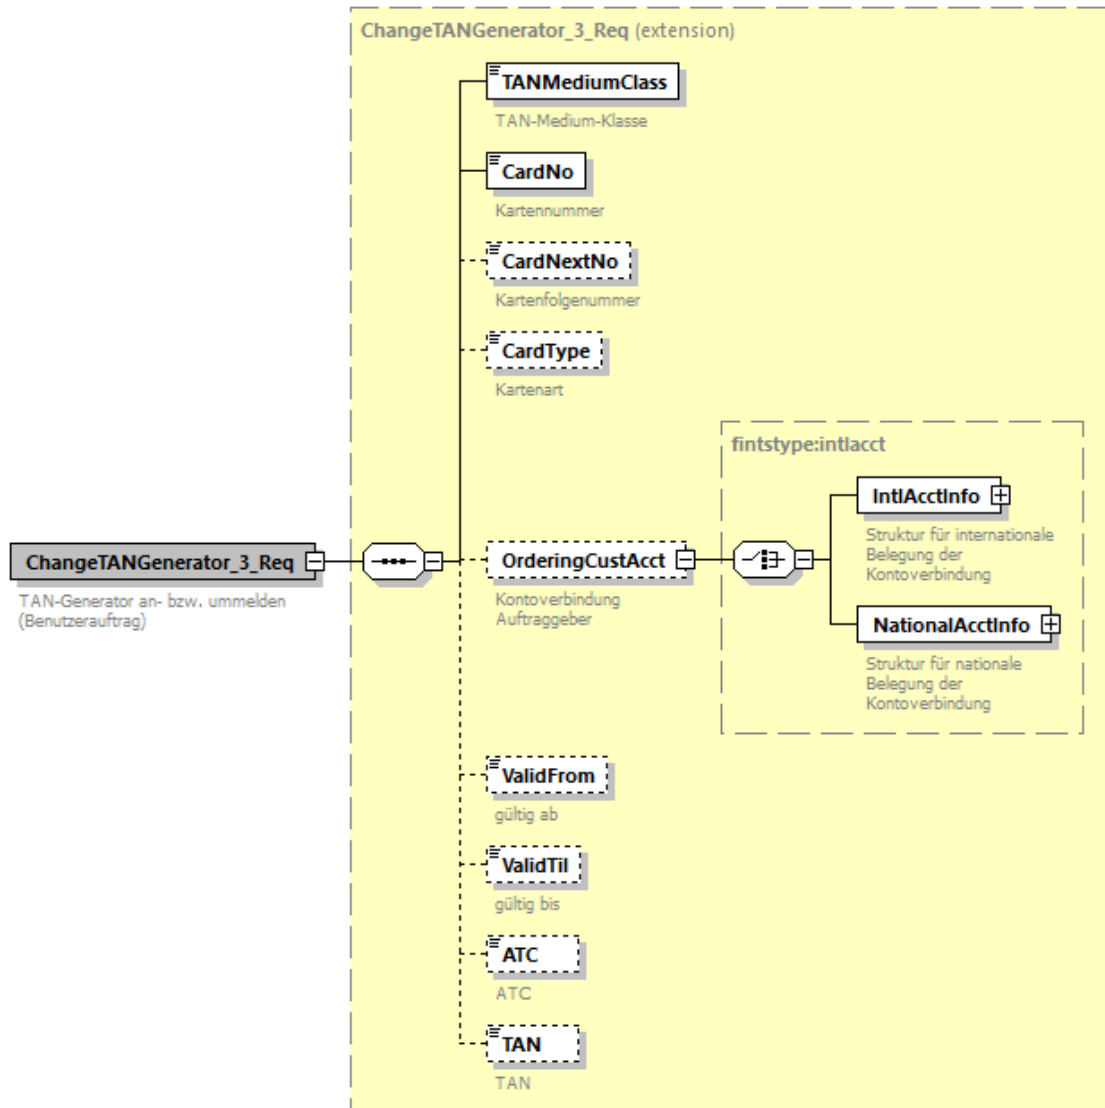 ChangeTANGenerator_3_Req (extension)
TANMediumClass
TAN-Medium-Klasse
CardNo
Kartennummer
CardNextNo
Kartenfolgenummer
CardType
Kartenart
fintstype:intlacct
IntlAcctInfo
Struktur für internationale
Belegung der
Kontoverbindung
ChangeTANGenerator_3_Req
TAN-Generator an- bzw. ummelden
(Benutzerauftrag)
OrderingCustAcct
Kontoverbindung
Auftraggeber
NationalAcctInfo
Struktur für nationale
Belegung der
Kontoverbindung
ValidFrom
gültig ab
ValidTil
gültig bis
ATC
ATC
TAN
TAN